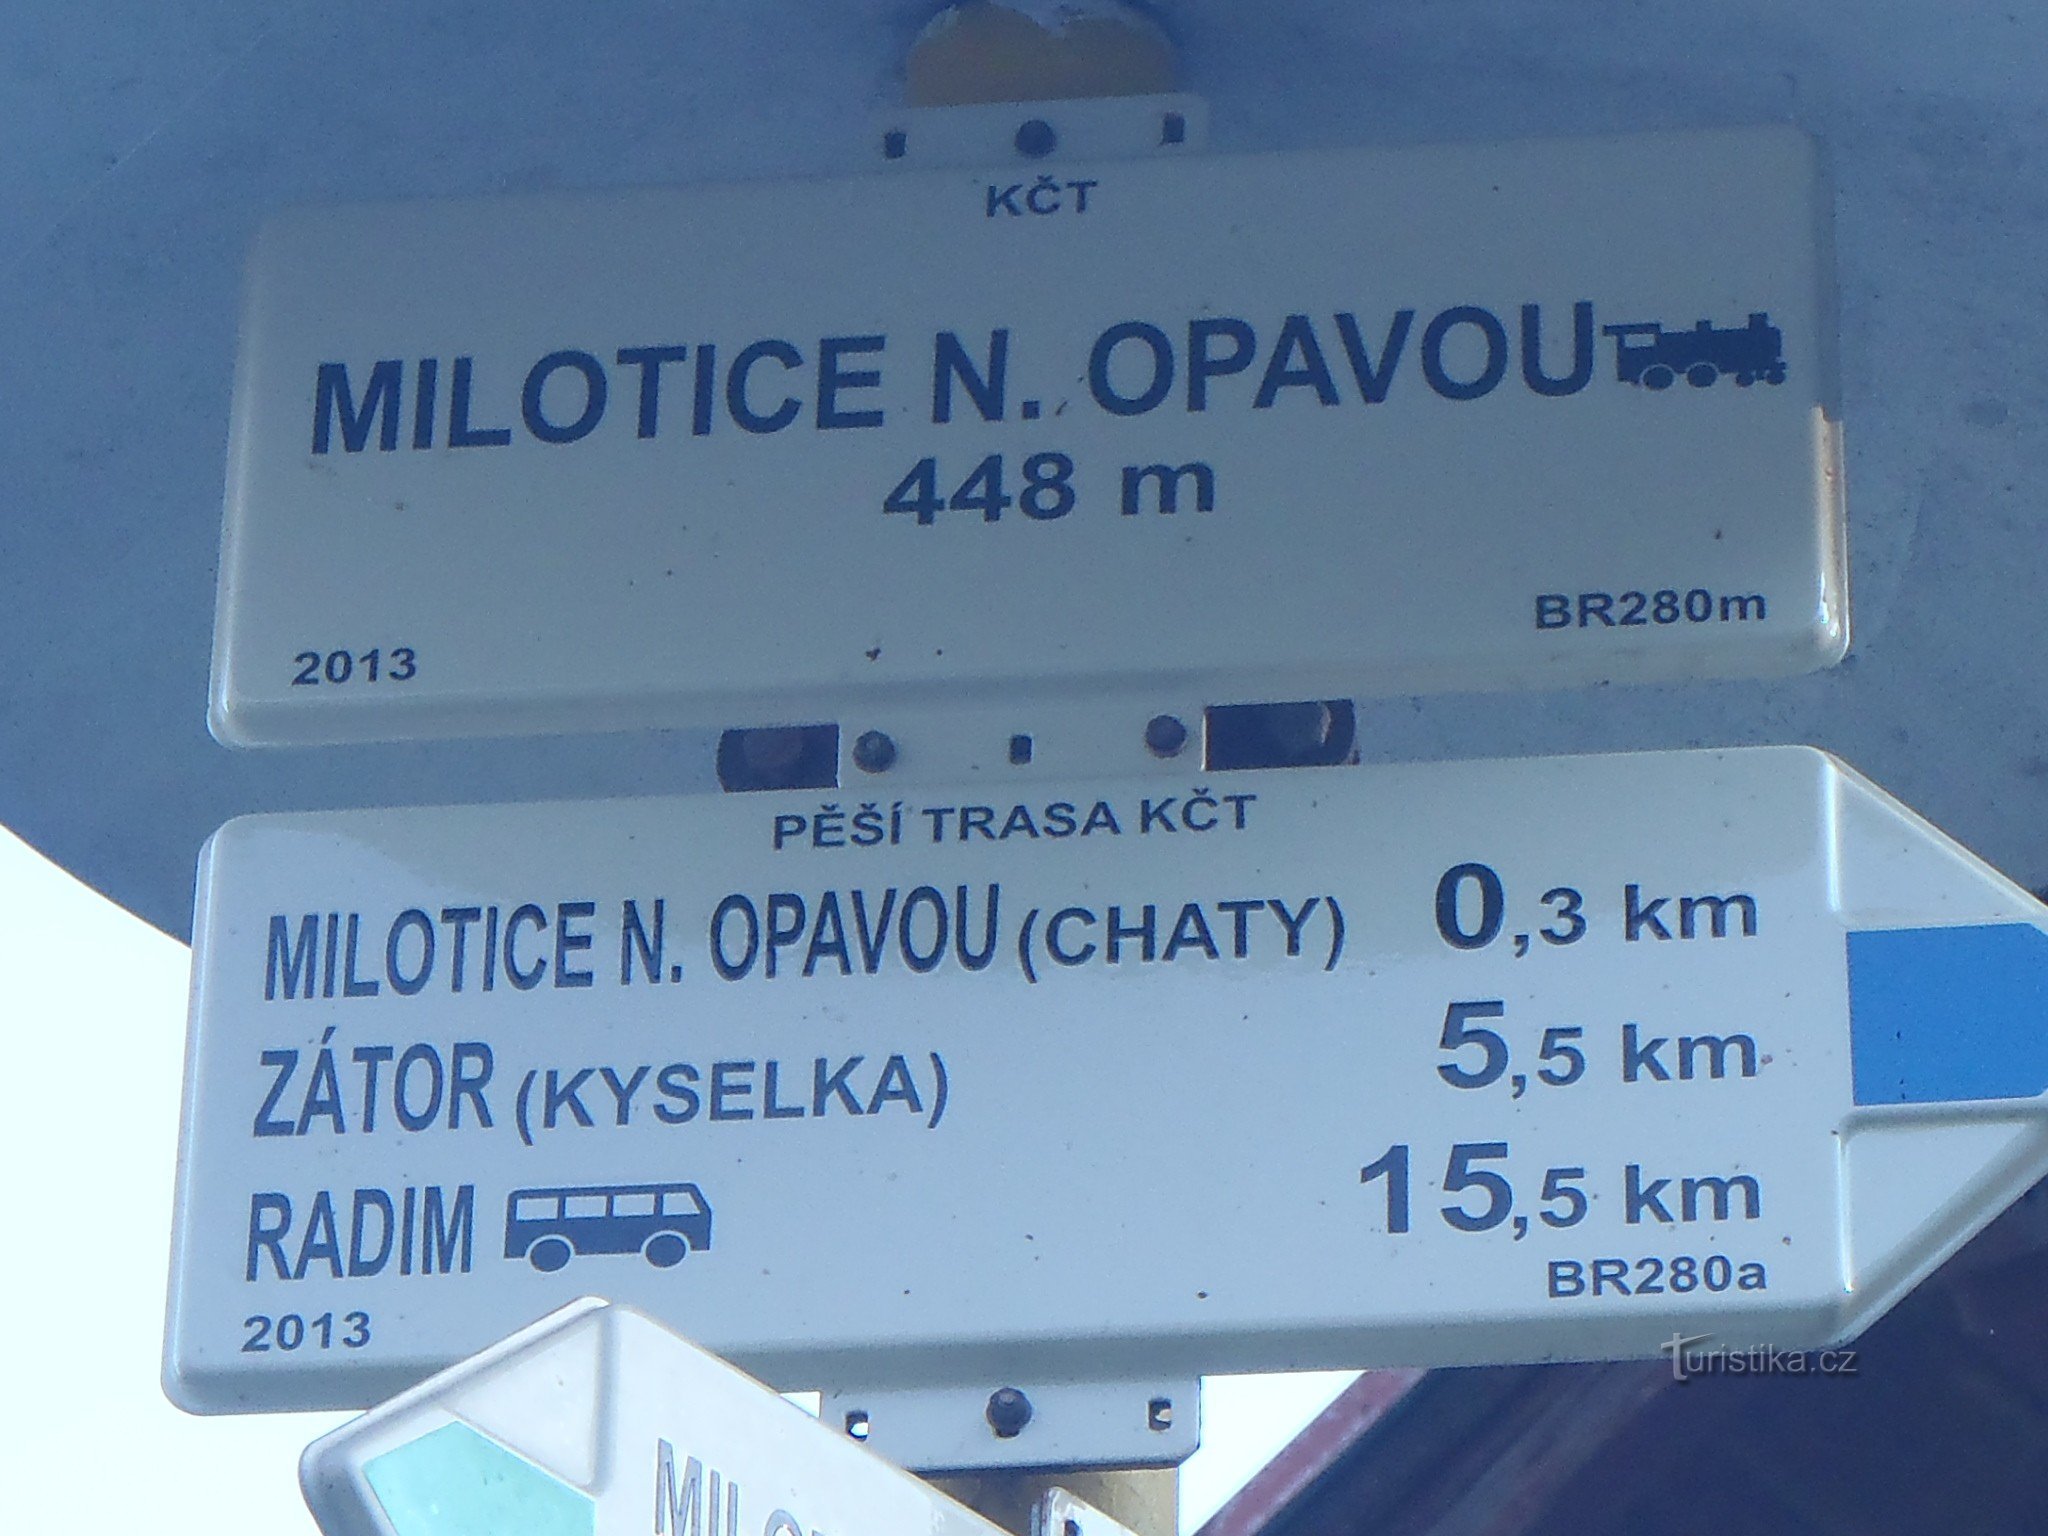 KČT
MILOTICE N. OPAVOU
448 m
2013 BR280m
PĚŠÍ TRASA KČT
MILOTICE N. OPAVOU (CHATY) 0,3 km
ZÁTOR (KYSELKA) 5,5 km
RADIM 15,5 km
2013 BR280a
Turistika.cz